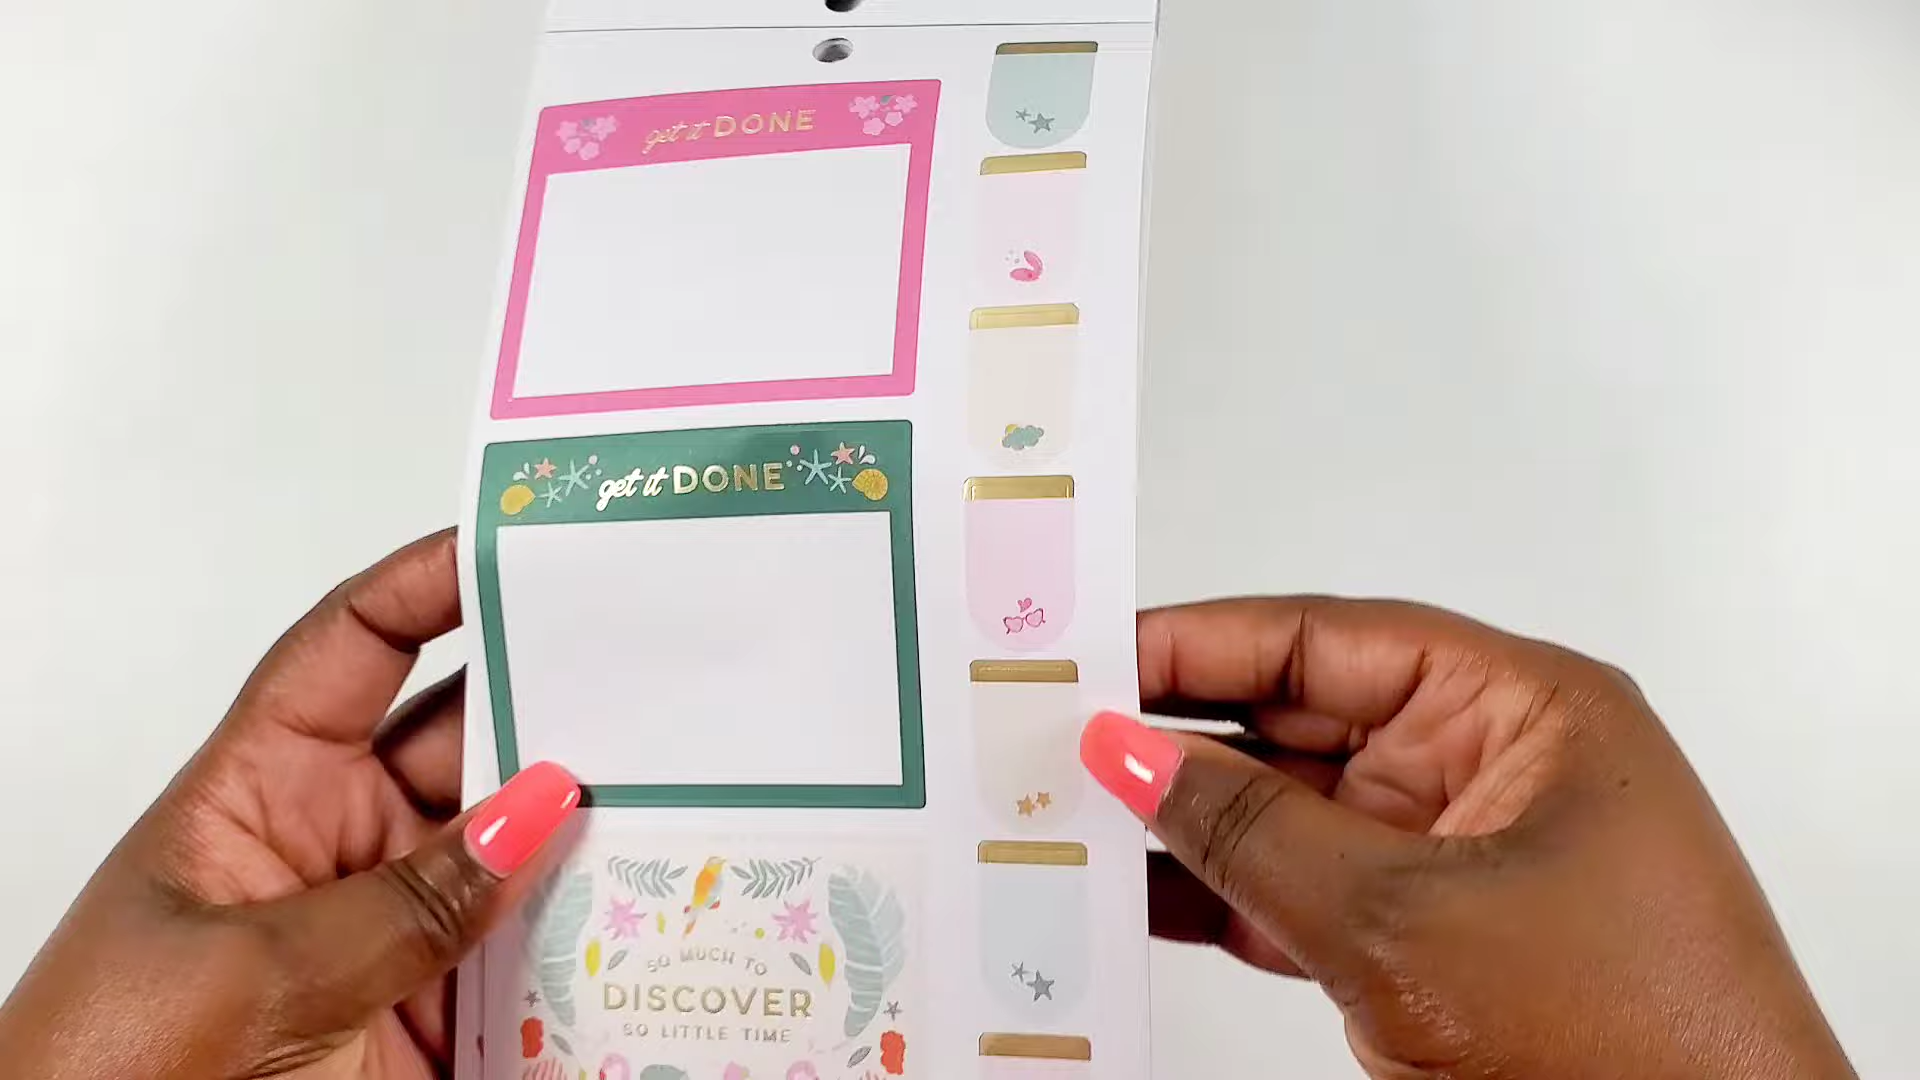 get it DONE
get it DONE
SO MUCH TO
DISCOVER
SO LITTLE TIME